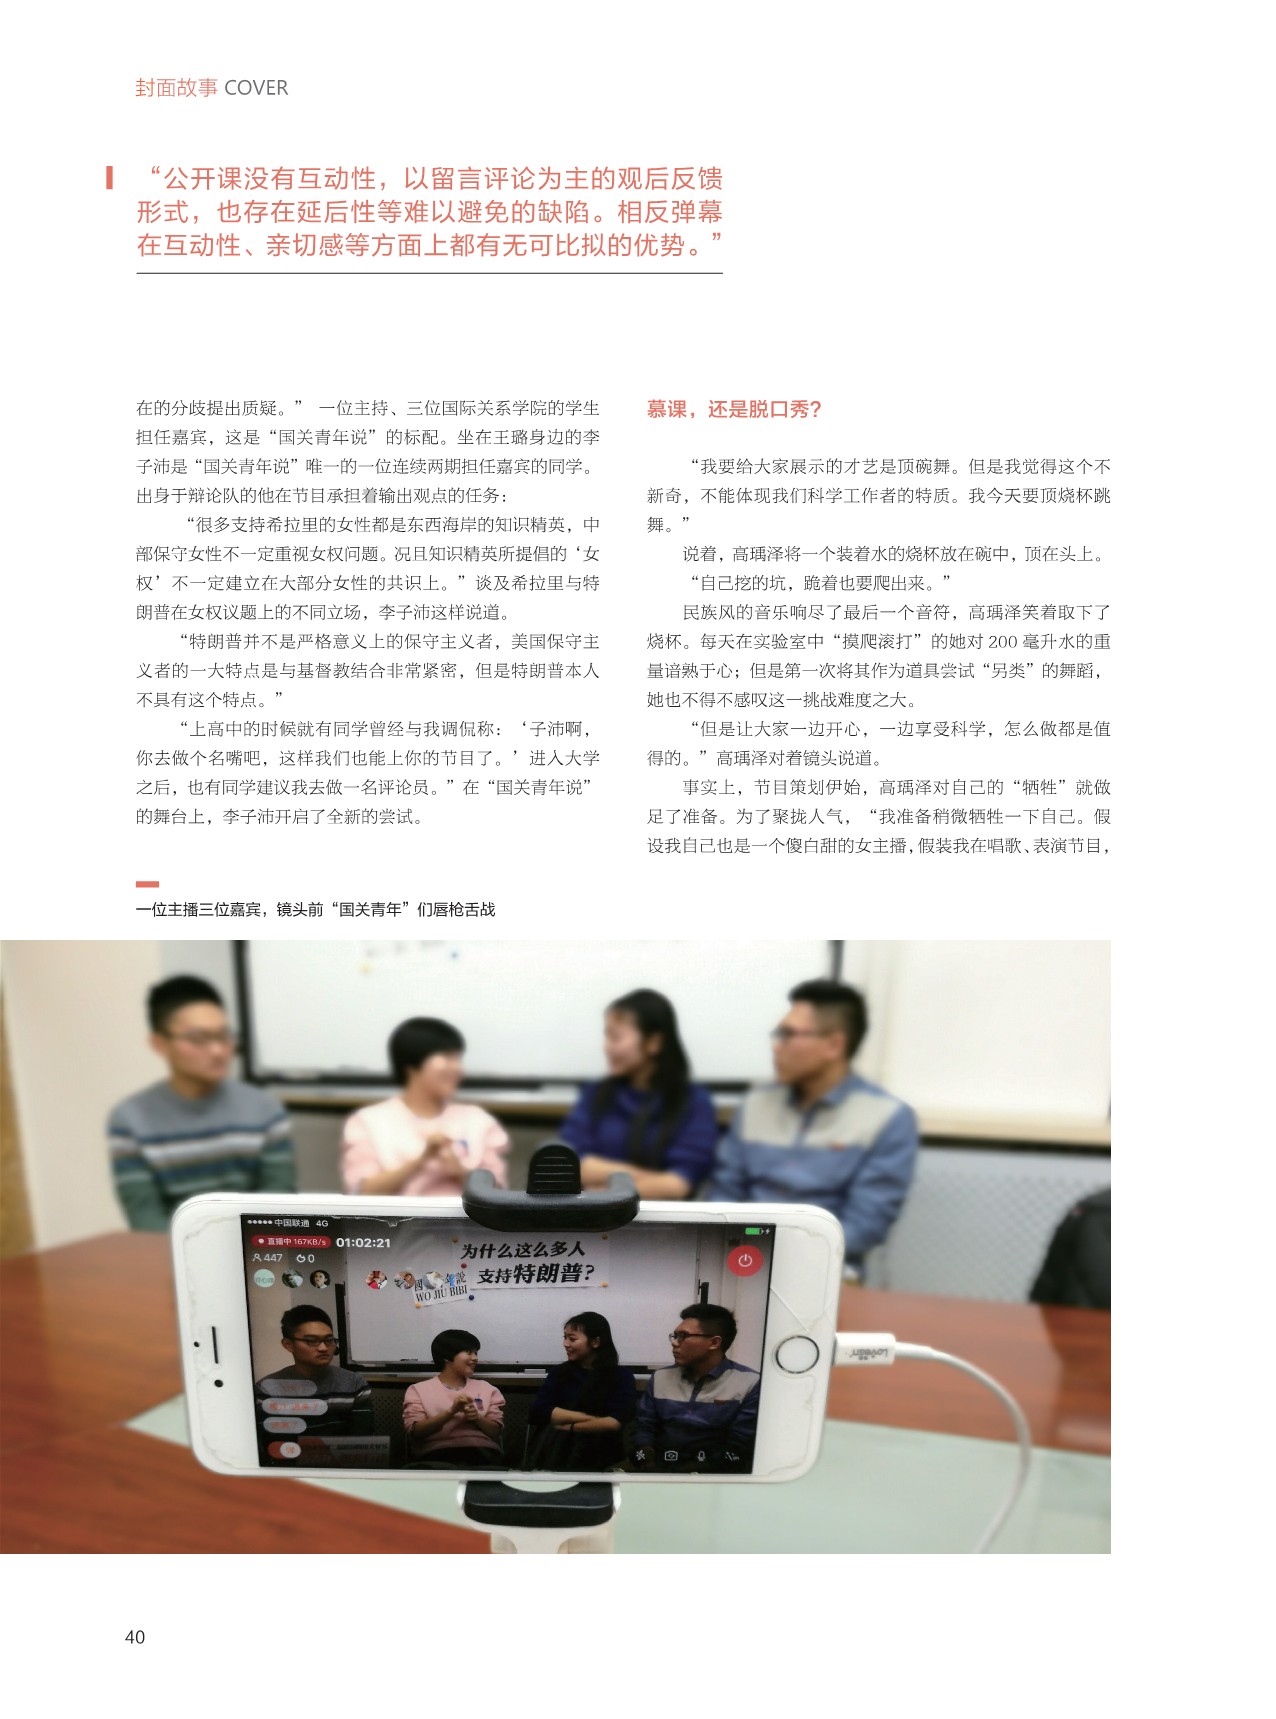 封面故事 COVER
“公开课没有互动性，以留言评论为主的观后反馈
形式，也存在延后性等难以避免的缺陷。相反弹幕
在互动性、亲切感等方面上都有无可比拟的优势。”
在的分歧提出质疑。” 一位主持、三位国际关系学院的学生
担任嘉宾，这是“国关青年说”的标配。坐在王璐身边的李
子沛是“国关青年说”唯一的一位连续两期担任嘉宾的同学。
出身于辩论队的他在节目承担着输出观点的任务：
“很多支持希拉里的女性都是东西海岸的知识精英，中
部保守女性不一定重视女权问题。况且知识精英所提倡的‘女
权’不一定建立在大部分女性的共识上。”谈及希拉里与特
朗普在女权议题上的不同立场，李子沛这样说道。
“特朗普并不是严格意义上的保守主义者，美国保守主
义者的一大特点是与基督教结合非常紧密，但是特朗普本人
不具有这个特点。”
“上高中的时候就有同学曾经与我调侃称：‘子沛啊，
你去做个名嘴吧，这样我们也能上你的节目了。’进入大学
之后，也有同学建议我去做一名评论员。”在“国关青年说”
的舞台上，李子沛开启了全新的尝试。
慕课，还是脱口秀？
“我要给大家展示的才艺是顶碗舞。但是我觉得这个不
新奇，不能体现我们科学工作者的特质。我今天要顶烧杯跳
舞。”
说着，高瑀泽将一个装着水的烧杯放在碗中，顶在头上。
“自己挖的坑，跪着也要爬出来。”
民族风的音乐响尽了最后一个音符，高瑀泽笑着取下了
烧杯。每天在实验室中“摸爬滚打”的她对 200 毫升水的重
量谙熟于心；但是第一次将其作为道具尝试“另类”的舞蹈，
她也不得不感叹这一挑战难度之大。
“但是让大家一边开心，一边享受科学，怎么做都是值
得的。”高瑀泽对着镜头说道。
事实上，节目策划伊始，高瑀泽对自己的“牺牲”就做
足了准备。为了聚拢人气，“我准备稍微牺牲一下自己。假
设我自己也是一个傻白甜的女主播，假装我在唱歌、表演节目，
一位主播三位嘉宾，镜头前“国关青年”们唇枪舌战
中国联通 4G
直播中 167KB/s 01:02:21
447 0
为什么这么多人
支持特朗普？
WO JIU BIBI
40